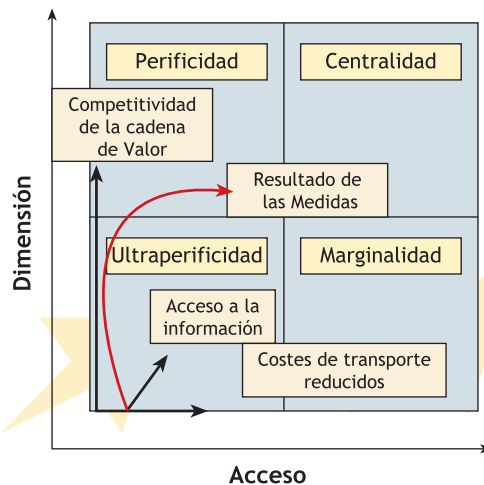 Perificidad
Centralidad
Competitividad
de la cadena
de Valor
Resultado de
las Medidas
Dimensión
Ultraperificidad
Marginalidad
Acceso a la
información
Costes de transporte
reducidos
Acceso